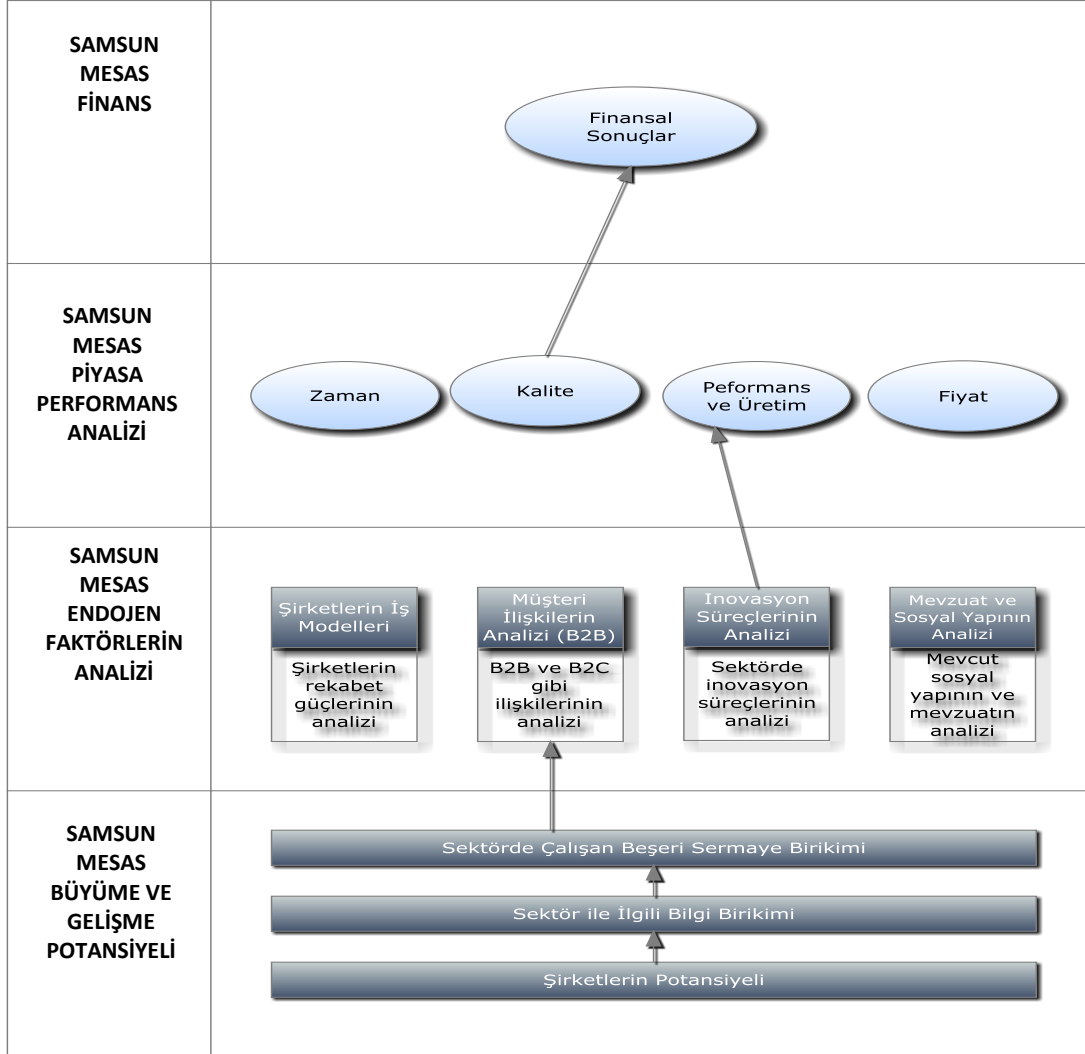 SAMSUN
MESAS
FİNANS
Finansal
Sonuçlar
SAMSUN
MESAS
PİYASA
PERFORMANS
ANALİZİ
Zaman
Kalite
Peformans
ve Üretim
Fiyat
SAMSUN
MESAS
ENDOJEN
FAKTÖRLERİN
ANALİZİ
Şirketlerin İş
Modelleri
Şirketlerin
rekabet
güçlerinin
analizi
Müşteri
İlişkilerin
Analizi (B2B)
B2B ve B2C
gibi
ilişkilerinin
analizi
Inovasyon
Süreçlerinin
Analizi
Sektörde
inovasyon
süreçlerinin
analizi
Mevzuat ve
Sosyal Yapının
Analizi
Mevcut
sosyal
yapının ve
mevzuatın
analizi
SAMSUN
MESAS
BÜYÜME VE
GELİŞME
POTANSİYELİ
Sektörde Çalışan Beşeri Sermaye Birikimi
Sektör ile İlgili Bilgi Birikimi
Şirketlerin Potansiyeli